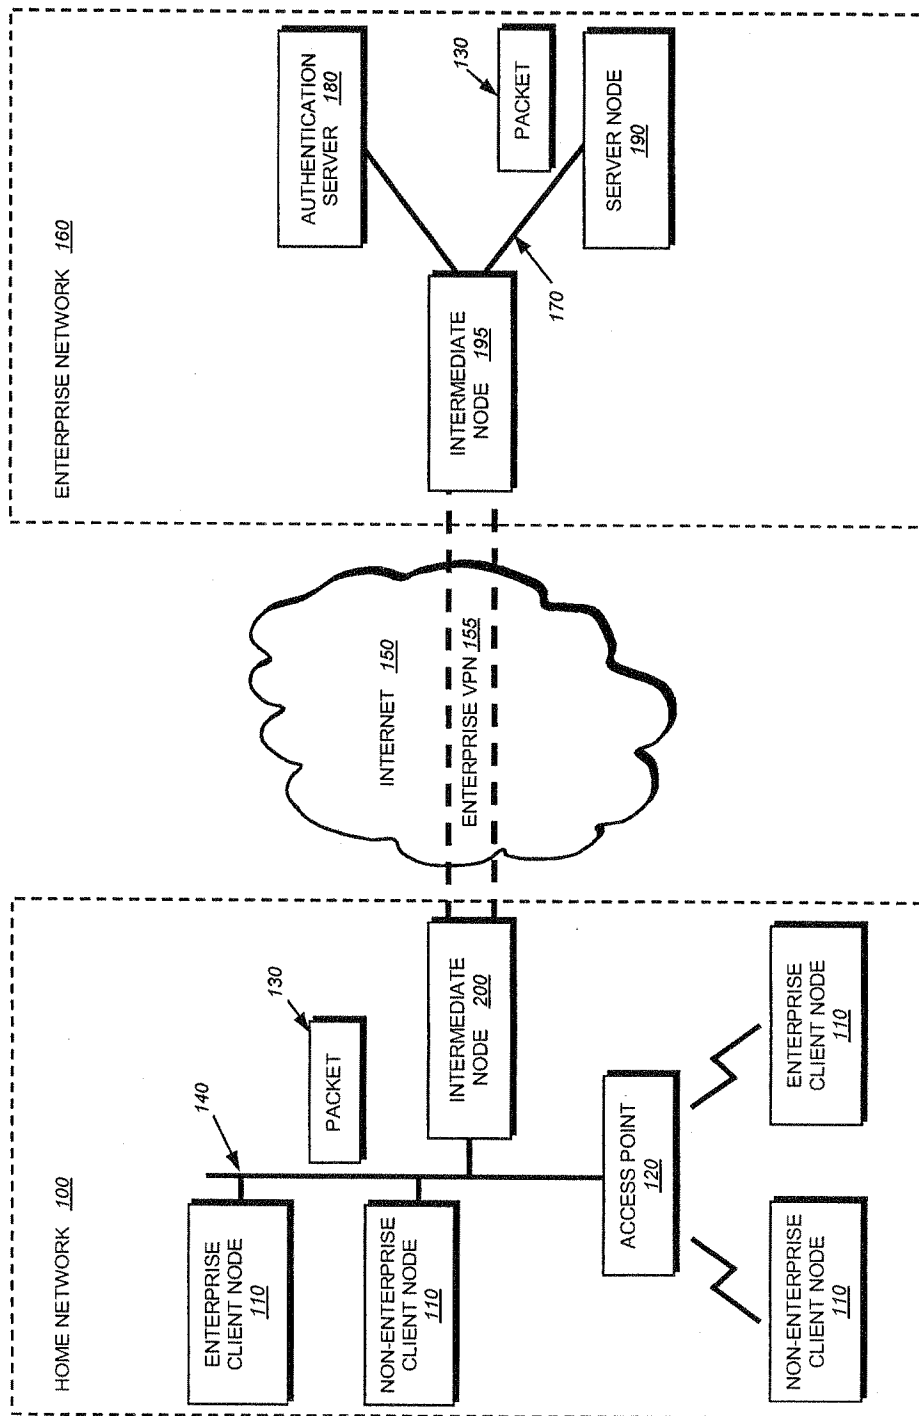 HOME NETWORK 100
ENTERPRISE
CLIENT NODE
110
NON-ENTERPRISE
CLIENT NODE
110
140
PACKET
130
INTERMEDIATE
NODE 200
ACCESS POINT
120
NON-ENTERPRISE
CLIENT NODE
110
ENTERPRISE
CLIENT NODE
110
INTERNET 150
ENTERPRISE VPN 155
ENTERPRISE NETWORK 160
AUTHENTICATION
SERVER 180
INTERMEDIATE
NODE 195
170
PACKET
130
SERVER NODE
190